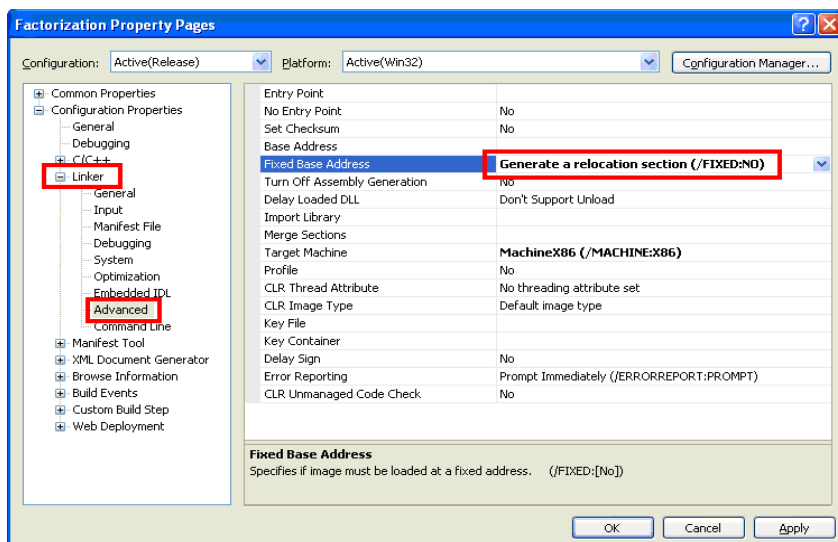 Factorization Property Pages
Configuration: Active(Release) Platform: Active(Win32) Configuration Manager...
Common Properties
Configuration Properties
General
Debugging
C/C++
Linker
General
Input
Manifest File
Debugging
System
Optimization
Embedded IDL
Advanced
Command Line
Manifest Tool
XML Document Generator
Browse Information
Build Events
Custom Build Step
Web Deployment
Entry Point
No Entry Point No
Set Checksum No
Base Address
Fixed Base Address Generate a relocation section (/FIXED:NO)
Turn Off Assembly Generation No
Delay Loaded DLL Don't Support Unload
Import Library
Merge Sections
Target Machine MachineX86 (/MACHINE:X86)
Profile No
CLR Thread Attribute No threading attribute set
CLR Image Type Default image type
Key File
Key Container
Delay Sign No
Error Reporting Prompt Immediately (/ERRORREPORT:PROMPT)
CLR Unmanaged Code Check No
Fixed Base Address
Specifies if image must be loaded at a fixed address. (/FIXED:[No])
OK Cancel Apply